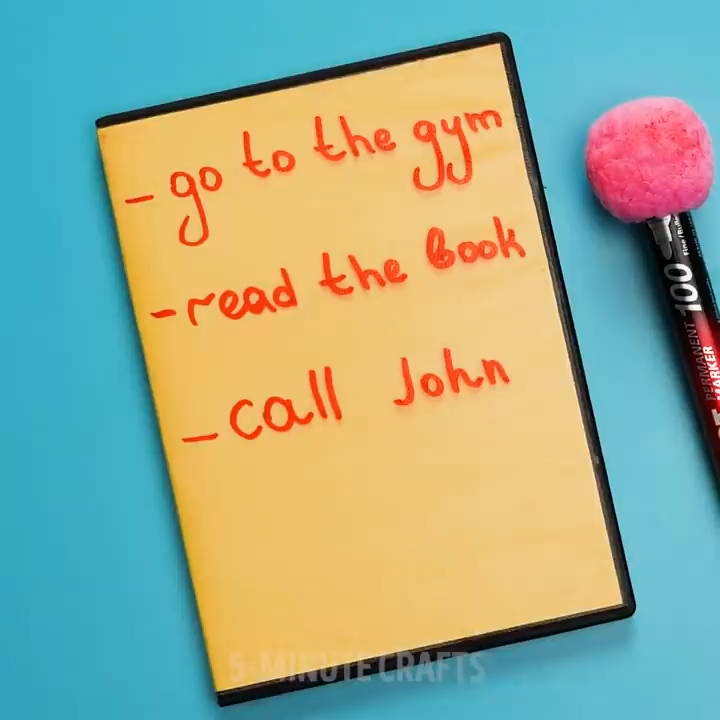 - go to the gym
- read the book
- call John
100
PERMANENT
MARKER
5-MINUTE CRAFTS